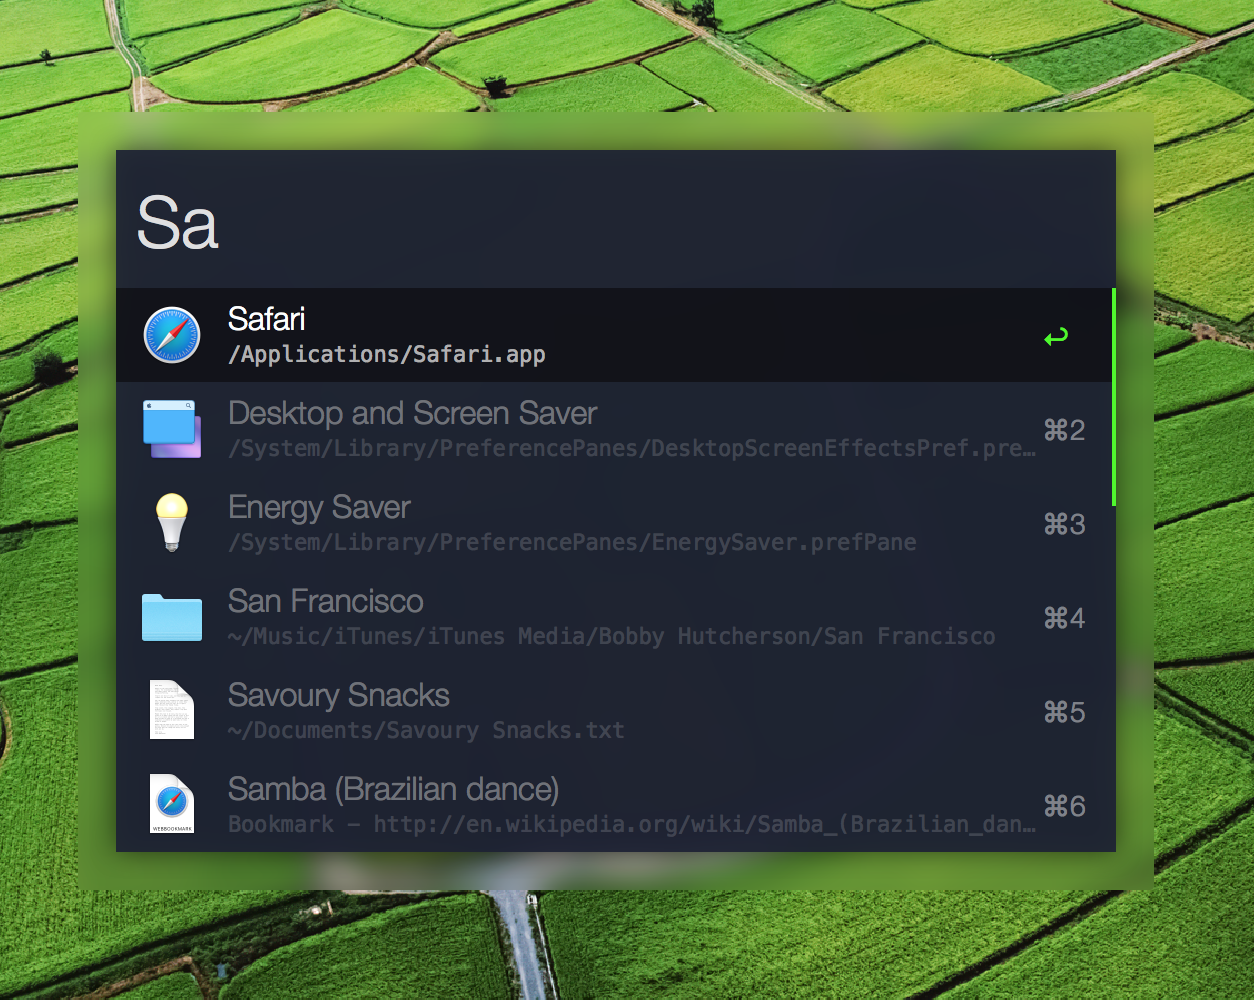 Sa
Safari
/Applications/Safari.app
Desktop and Screen Saver
/System/Library/PreferencePanes/DesktopScreenEffectsPref.pre…
⌘2
Energy Saver
/System/Library/PreferencePanes/EnergySaver.prefPane
⌘3
San Francisco
~/Music/iTunes/iTunes Media/Bobby Hutcherson/San Francisco
⌘4
Savoury Snacks
~/Documents/Savoury Snacks.txt
⌘5
Samba (Brazilian dance)
Bookmark – http://en.wikipedia.org/wiki/Samba_(Brazilian_dan…
⌘6
WEBBOOKMARK